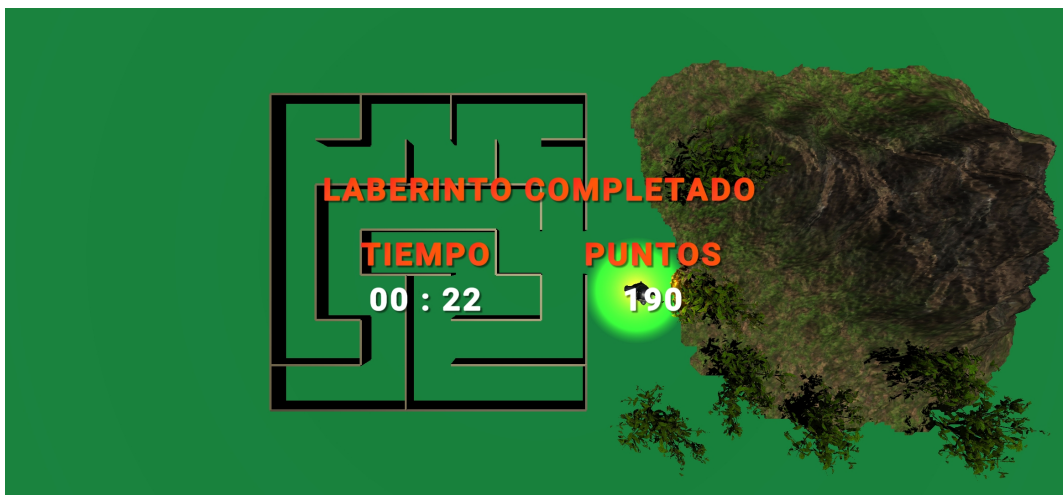 LABERINTO COMPLETADO
TIEMPO PUNTOS
00 : 22 190